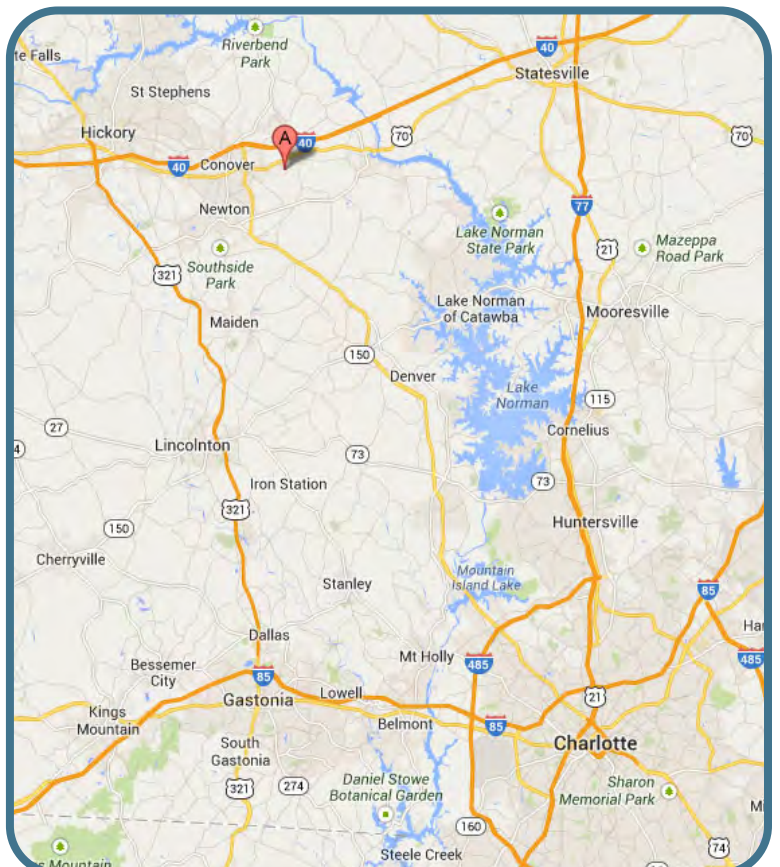 Riverbend
Park
te Falls
40
Statesville
St Stephens
Hickory
A
40
70
70
40
Conover
Newton
77
Lake Norman
State Park
21
Mazeppa
Road Park
Southside
Park
321
Lake Norman
of Catawba
Mooresville
Maiden
150
Denver
Lake
Norman
115
27
4
Cornelius
Lincolnton
73
Iron Station
73
321
Huntersville
150
Cherryville
Mountain
Island Lake
Stanley
85
Dallas
Ha
Mt Holly
485
485
Bessemer
City
85
Gastonia
Lowell
21
Kings
Mountain
Belmont
85
Charlotte
South
Gastonia
321
274
Daniel Stowe
Botanical Garden
Sharon
Memorial Park
M
160
Steele Creek
74
s Mountain